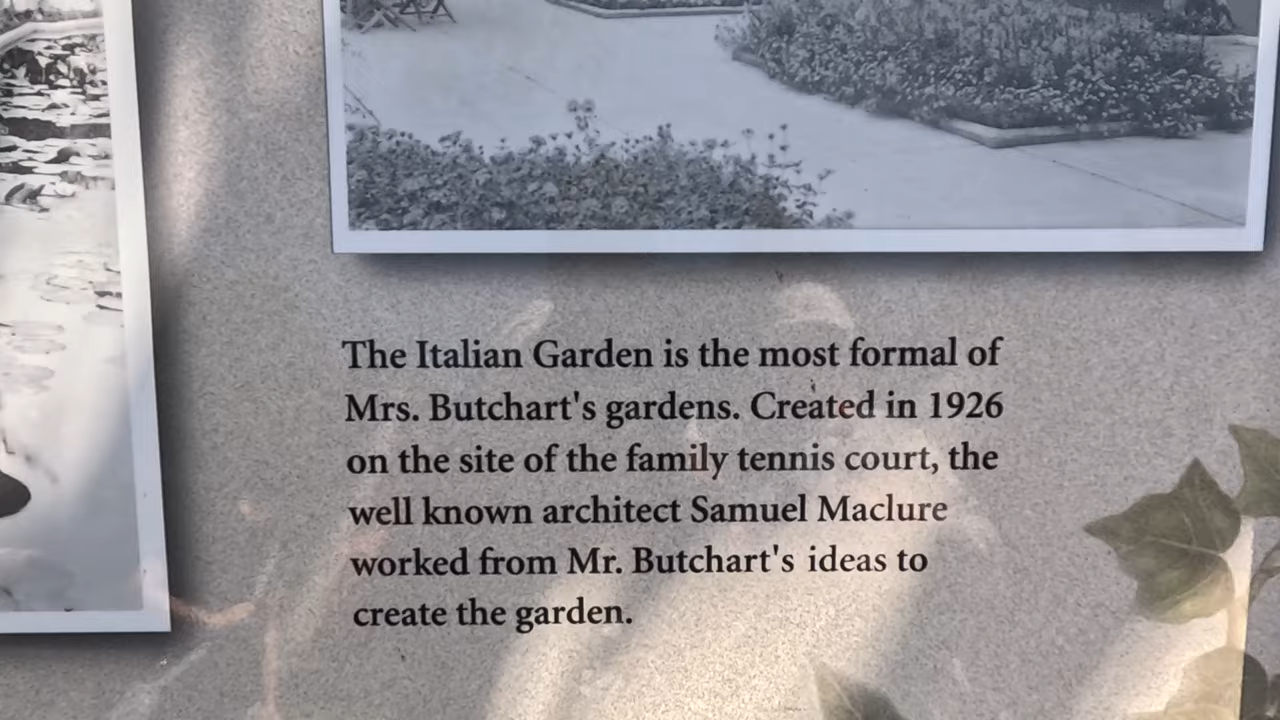 The Italian Garden is the most formal of
Mrs. Butchart's gardens. Created in 1926
on the site of the family tennis court, the
well known architect Samuel Maclure
worked from Mr. Butchart's ideas to
create the garden.